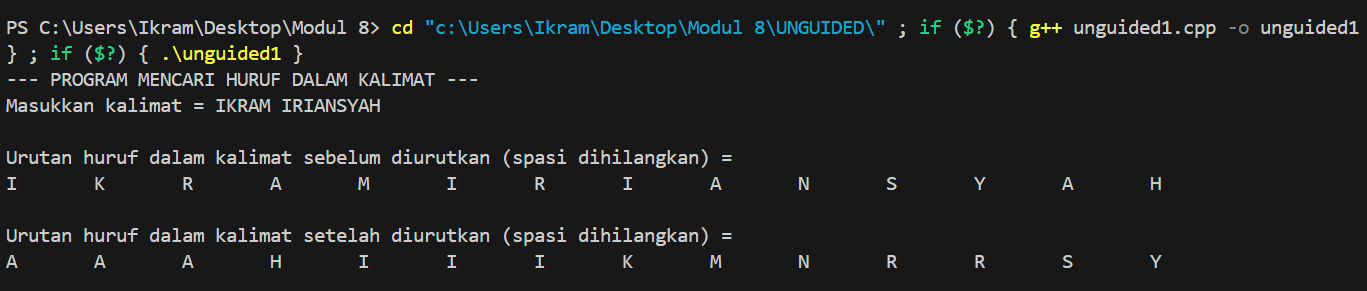 PS C:\Users\Ikram\Desktop\Modul 8> cd "c:\Users\Ikram\Desktop\Modul 8\UNGUIDED\" ; if ($?) { g++ unguided1.cpp -o unguided1
} ; if ($?) { .\unguided1 }
--- PROGRAM MENCARI HURUF DALAM KALIMAT ---
Masukkan kalimat = IKRAM IRIANSYAH
Urutan huruf dalam kalimat sebelum diurutkan (spasi dihilangkan) =
I K R A M I R I A N S Y A H
Urutan huruf dalam kalimat setelah diurutkan (spasi dihilangkan) =
A A A H I I I K M N R R S Y